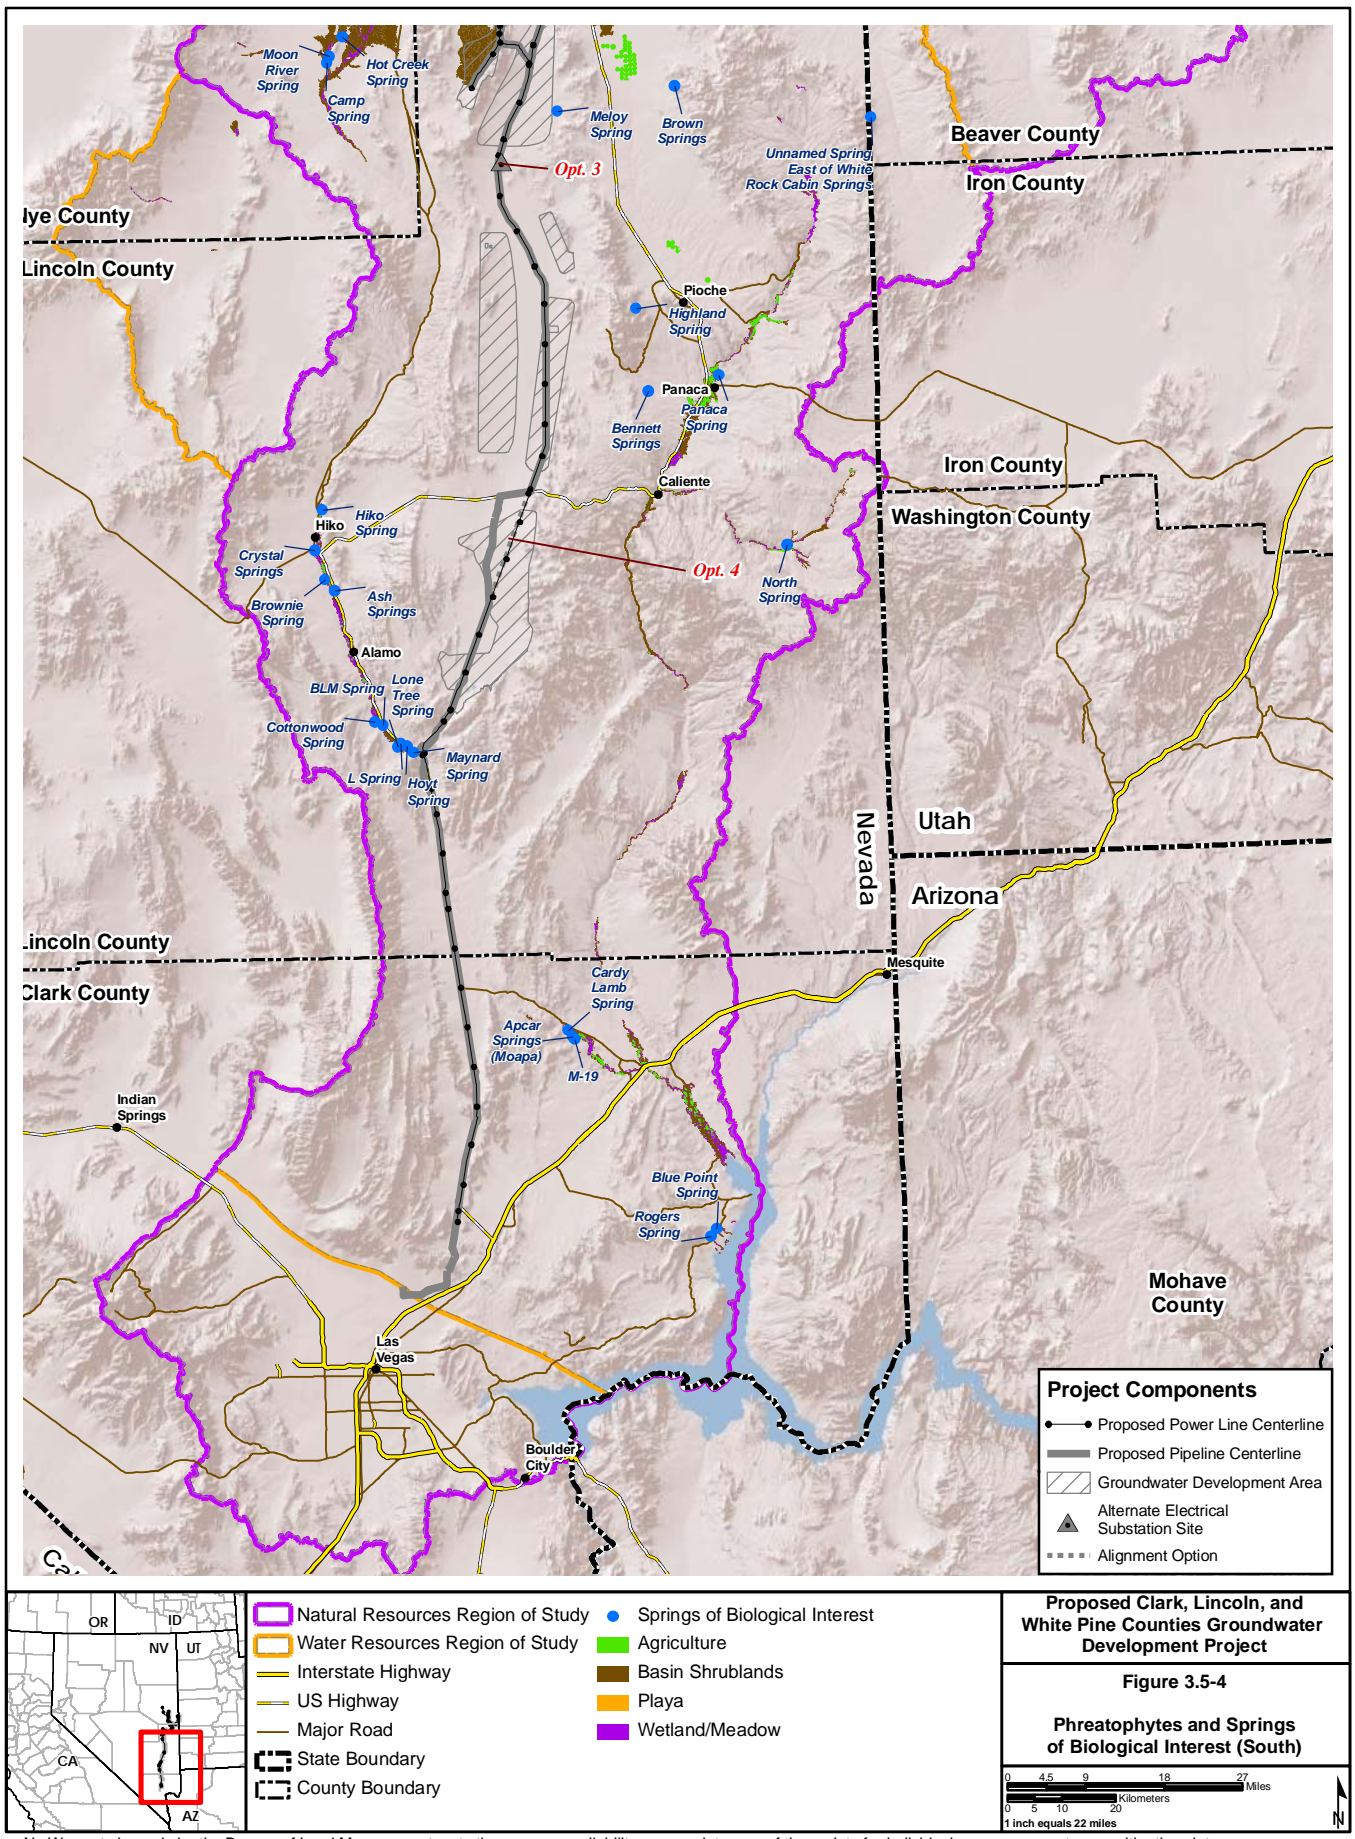 Moon
River
Spring
Hot Creek
Spring
Camp
Spring
Meloy
Spring
Brown
Springs
Unnamed Spring
East of White
Rock Cabin Springs
Beaver County
Iron County
Opt. 3
Nye County
Lincoln County
Pioche
Highland
Spring
Panaca
Panaca
Spring
Bennett
Springs
Caliente
Iron County
Washington County
Hiko
Spring
Hiko
Crystal
Springs
Brownie
Spring
Ash
Springs
Opt. 4
North
Spring
Alamo
BLM Spring
Lone
Tree
Spring
Cottonwood
Spring
L Spring
Hoyt
Spring
Maynard
Spring
Nevada
Utah
Arizona
Lincoln County
Clark County
Mesquite
Cardy
Lamb
Spring
Apcar
Springs
(Moapa)
M-19
Indian
Springs
Blue Point
Spring
Rogers
Spring
Mohave
County
Las
Vegas
Boulder
City
Project Components
Proposed Power Line Centerline
Proposed Pipeline Centerline
Groundwater Development Area
Alternate Electrical
Substation Site
Alignment Option
OR
ID
NV
UT
CA
AZ
Natural Resources Region of Study
Water Resources Region of Study
Interstate Highway
US Highway
Major Road
State Boundary
County Boundary
Springs of Biological Interest
Agriculture
Basin Shrublands
Playa
Wetland/Meadow
Proposed Clark, Lincoln, and
White Pine Counties Groundwater
Development Project
Figure 3.5-4
Phreatophytes and Springs
of Biological Interest (South)
0 4.5 9 18 27
Miles
Kilometers
0 5 10 20
1 inch equals 22 miles
N